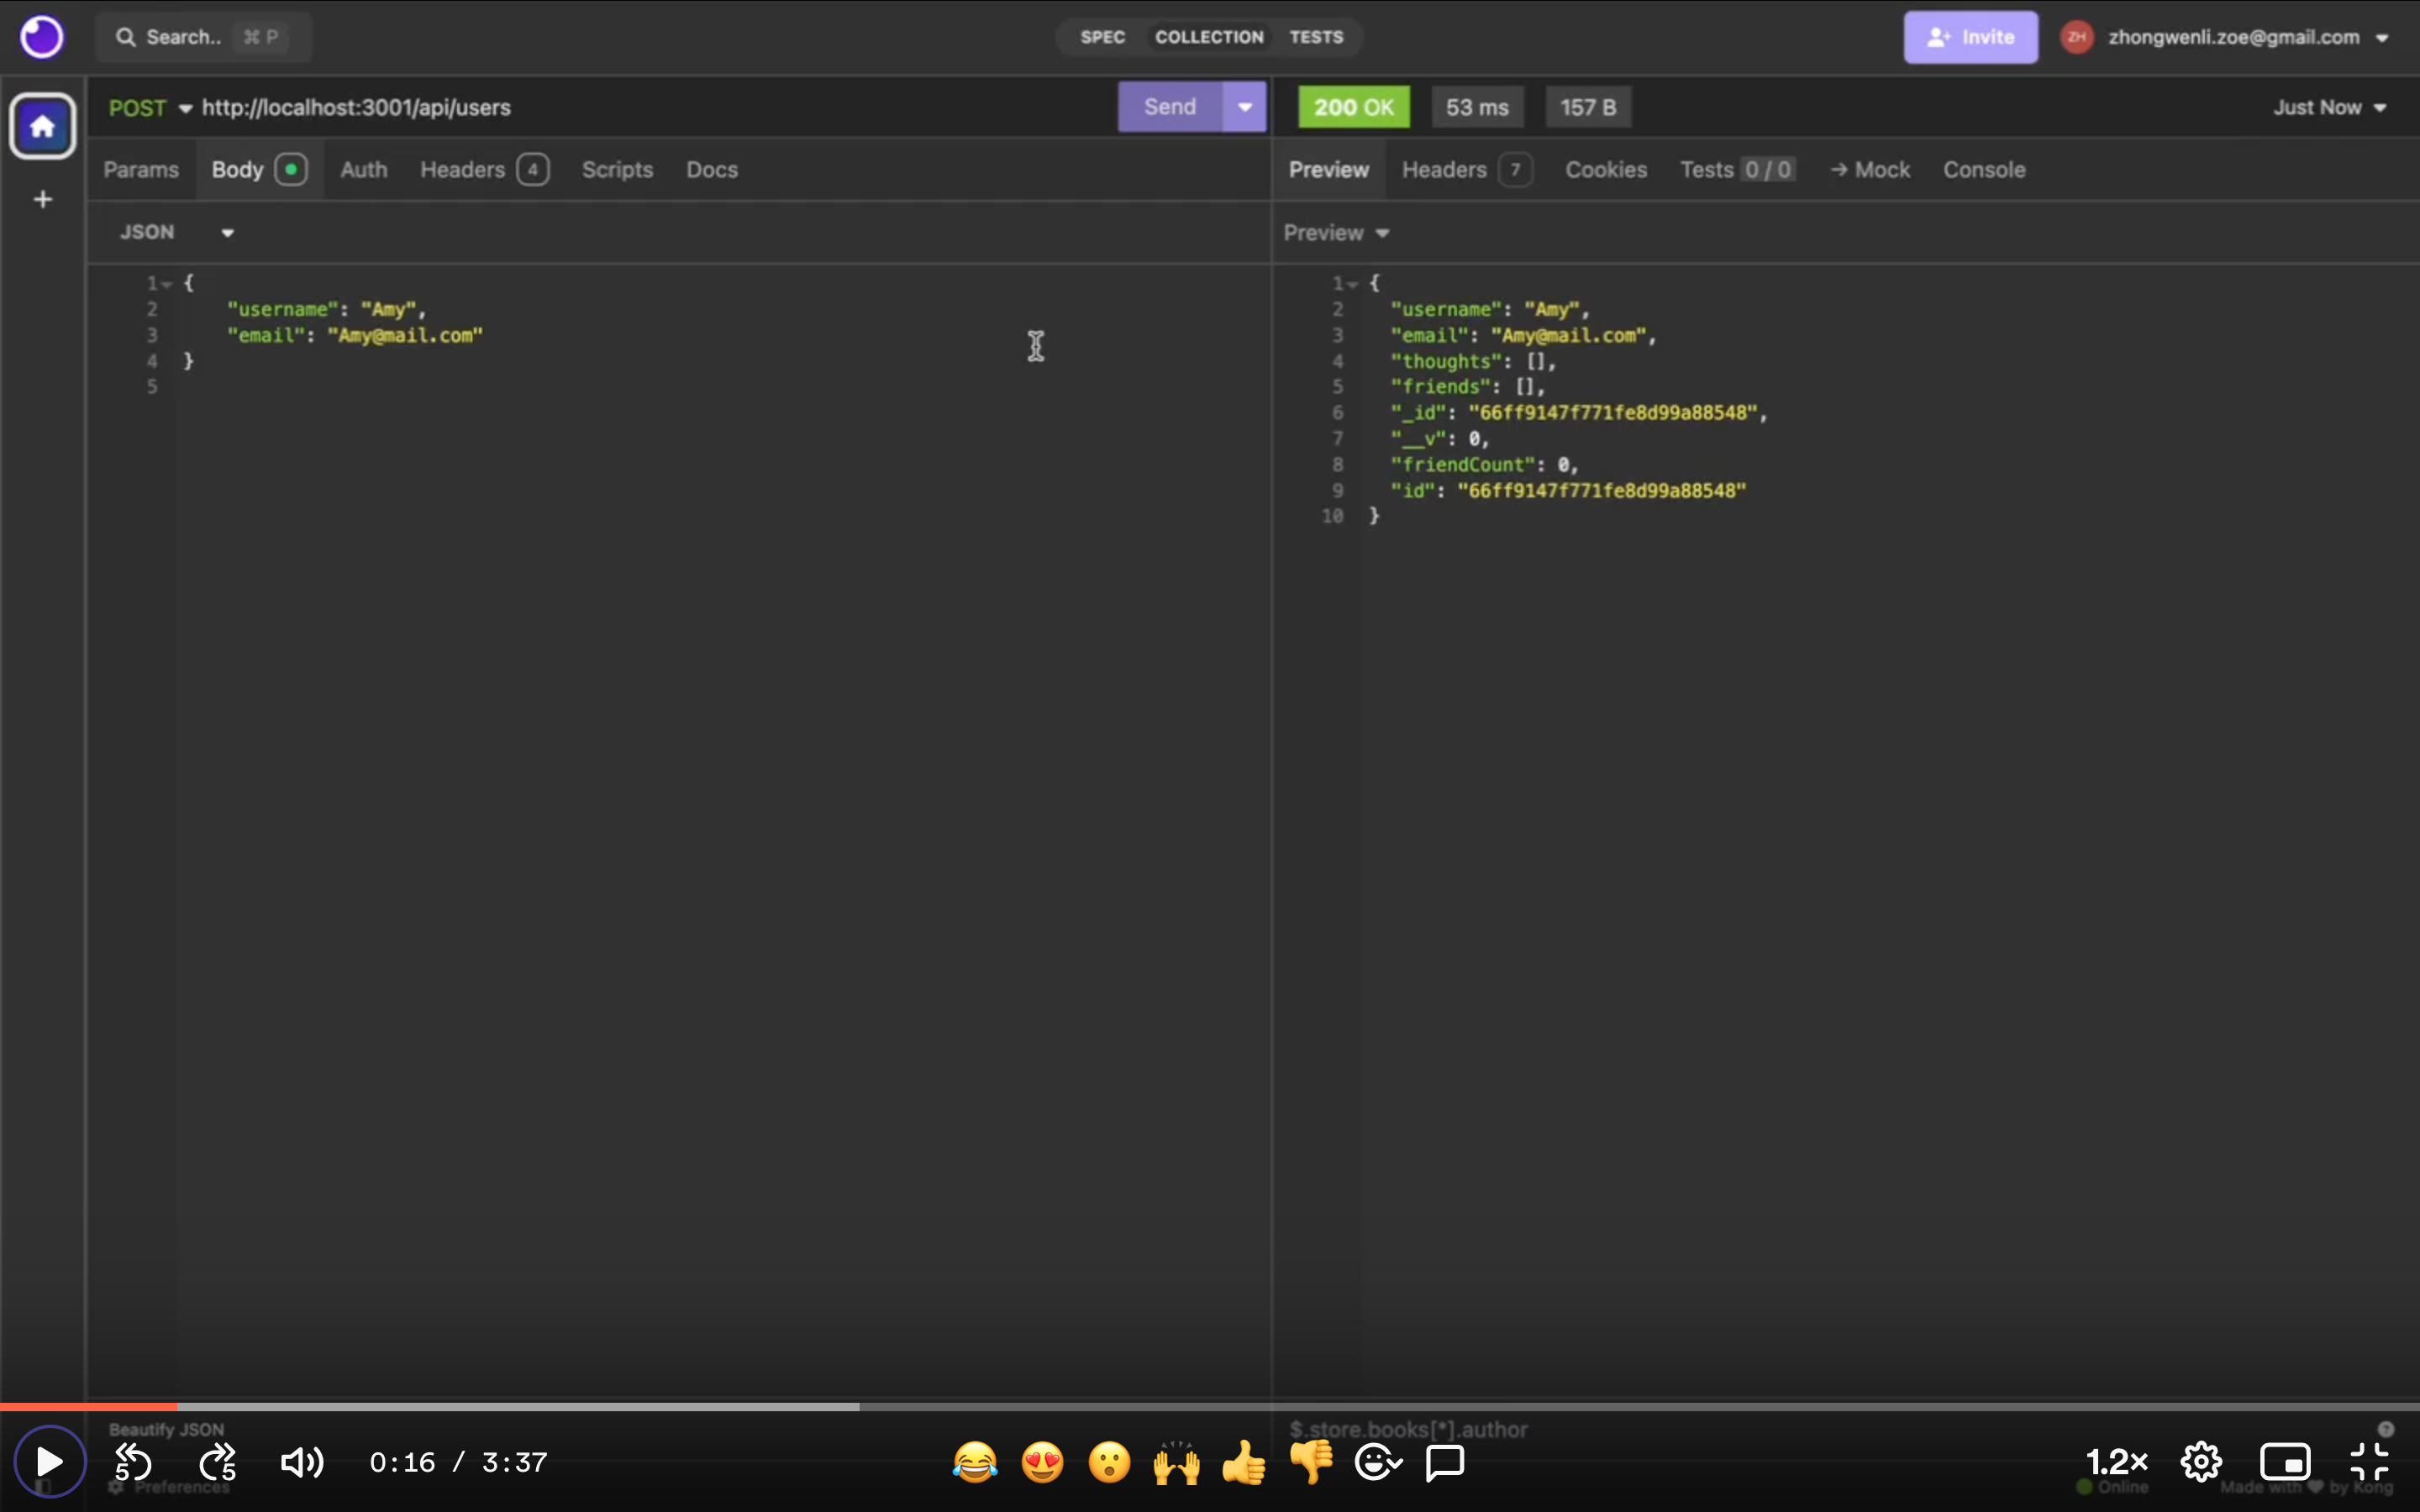 Search.. ⌘ P
SPEC COLLECTION TESTS
Invite
ZH zhongwenli.zoe@gmail.com
POST http://localhost:3001/api/users
Send
200 OK 53 ms 157 B
Just Now
Params Body Auth Headers 4 Scripts Docs
Preview Headers 7 Cookies Tests 0 / 0 → Mock Console
JSON
Preview
1 {
2 "username": "Amy",
3 "email": "Amy@mail.com"
4 }
5
1 {
2 "username": "Amy",
3 "email": "Amy@mail.com",
4 "thoughts": [],
5 "friends": [],
6 "_id": "66ff9147f771fe8d99a88548",
7 "__v": 0,
8 "friendCount": 0,
9 "id": "66ff9147f771fe8d99a88548"
10 }
Beautify JSON
$.store.books[*].author
5 5 0:16 / 3:37
1.2×
Preferences
Online Made with ♥ by Kong